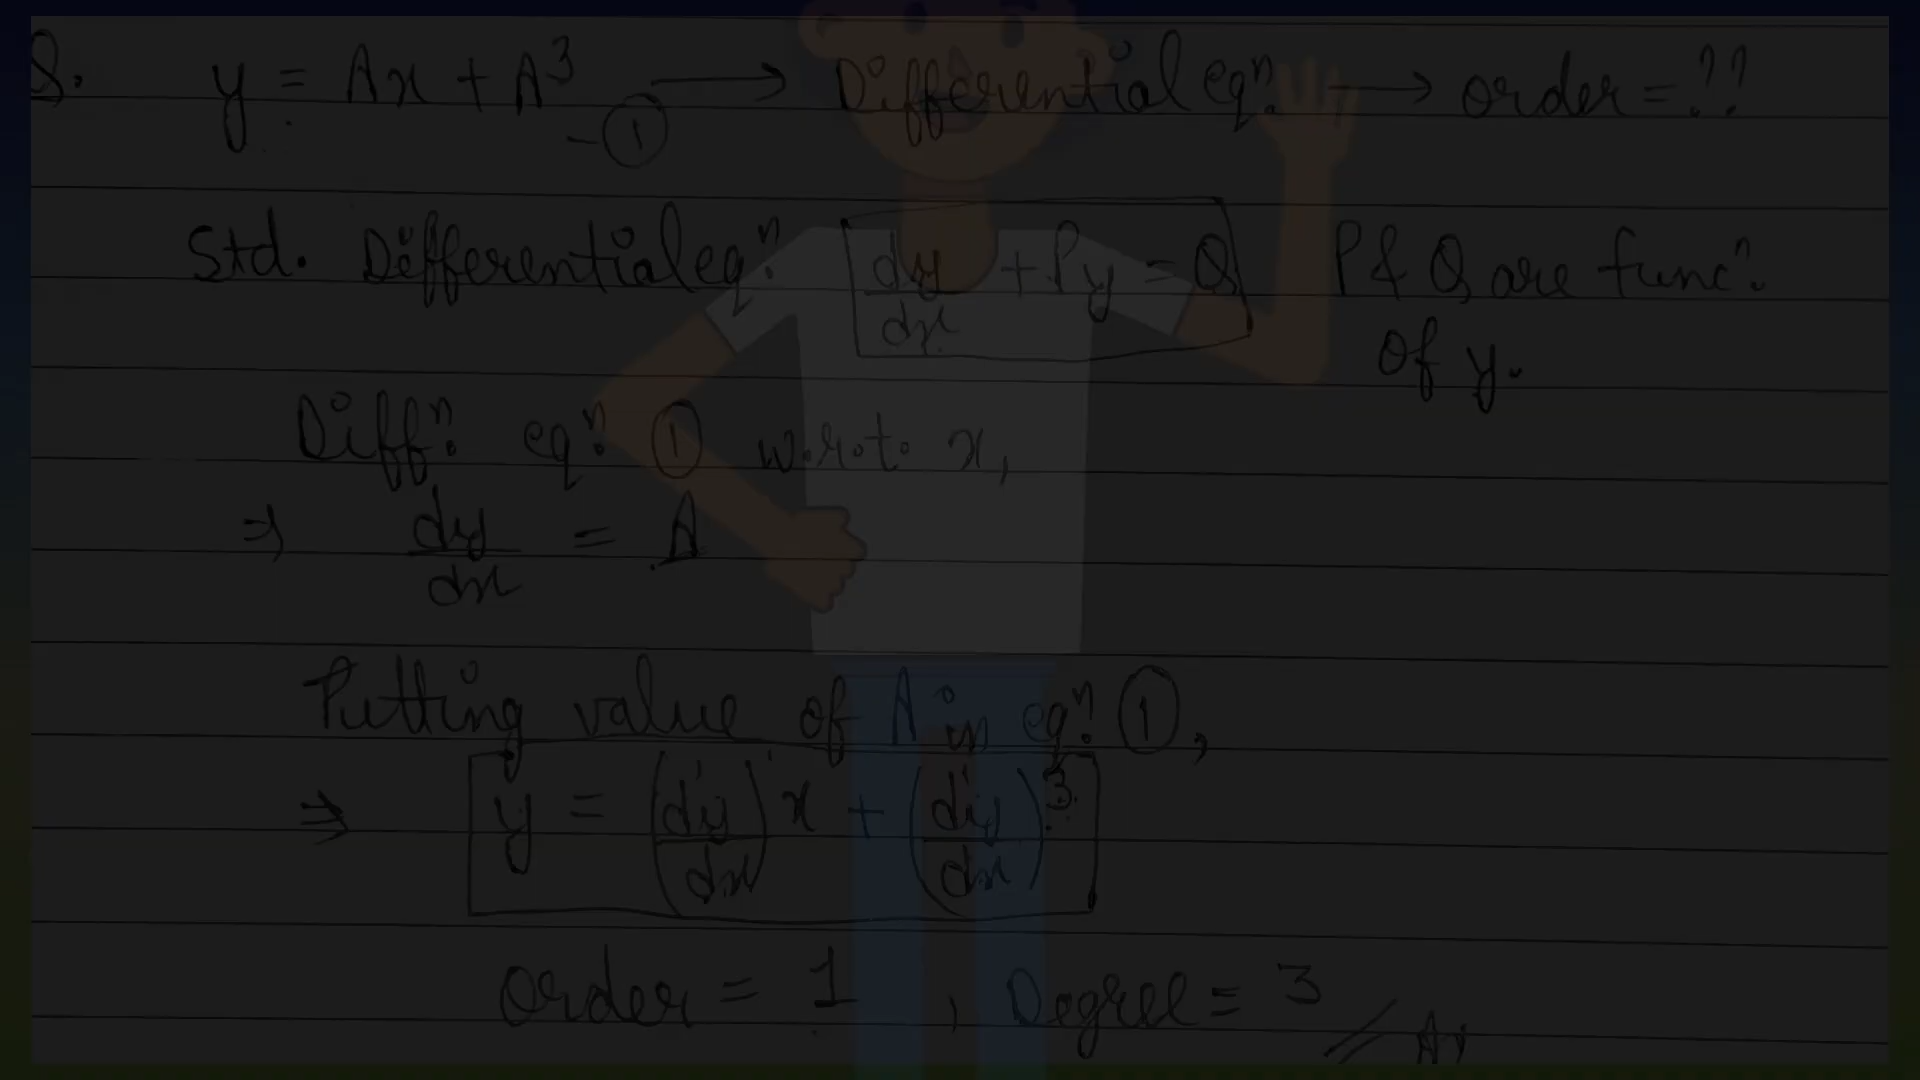 Q. y = Ax + A³ -① → Differential eqⁿ. → order = ??
Std. Differential eqⁿ. dy/dx + Py = Q P & Q are funcⁿ.
of y.
Diffⁿ. eqⁿ. ① w.r.t. x,
⇒ dy/dx = A
Putting value of A in eqⁿ. ①,
⇒ y = (dy/dx)¹ x + (dy/dx)³
Order = 1, Degree = 3 //